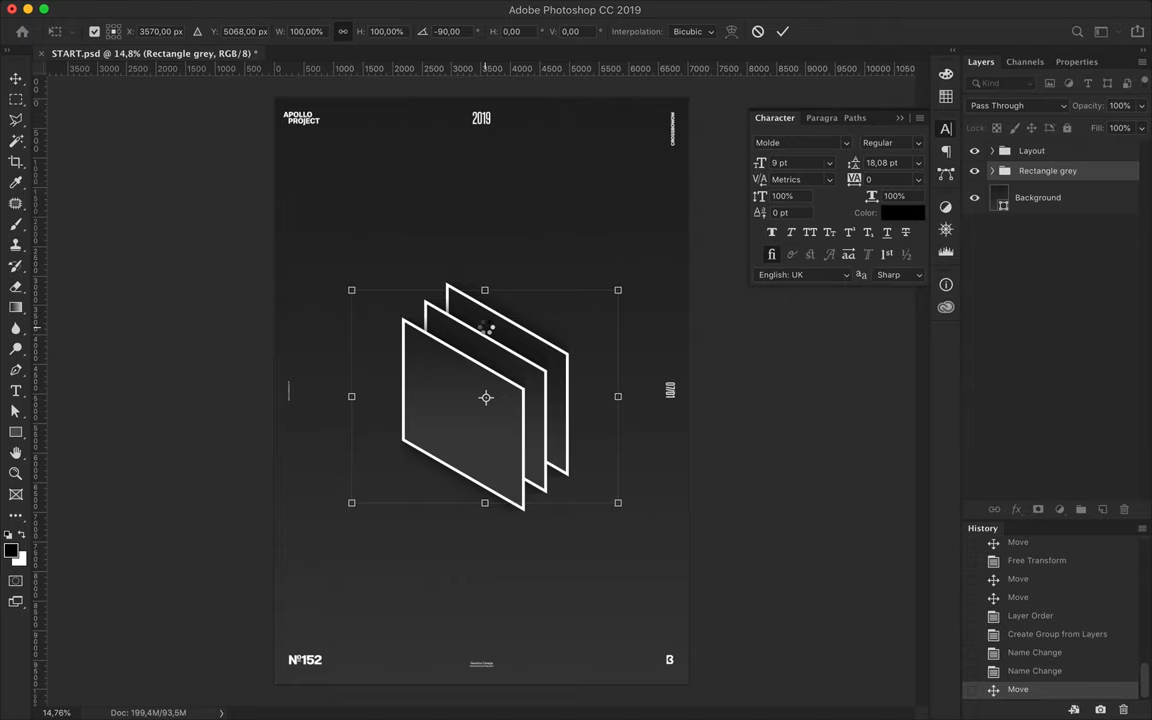 Adobe Photoshop CC 2019
X: 3570,00 px Y: 5068,00 px W: 100,00% H: 100,00% -90,00 H: 0,00 V: 0,00 Interpolation: Bicubic
START.psd @ 14,8% (Rectangle grey, RGB/8) *
3500 3000 2500 2000 1500 1000 500 0 500 1000 1500 2000 2500 3000 3500 4000 4500 5000 5500 6000 6500 7000 7500 8000 8500 9000 9500 1050
Layers Channels Properties
Kind
Pass Through Opacity: 100%
Lock: Fill: 100%
Layout
Rectangle grey
Background
Character Paragra Paths
Molde Regular
9 pt 18,08 pt
Metrics 0
100% 100%
0 pt Color:
English: UK Sharp
APOLLO
PROJECT
2019
07/01
Nº152
B
History
Move
Free Transform
Move
Move
Layer Order
Create Group from Layers
Name Change
Name Change
Move
14,76% Doc: 199,4M/93,5M